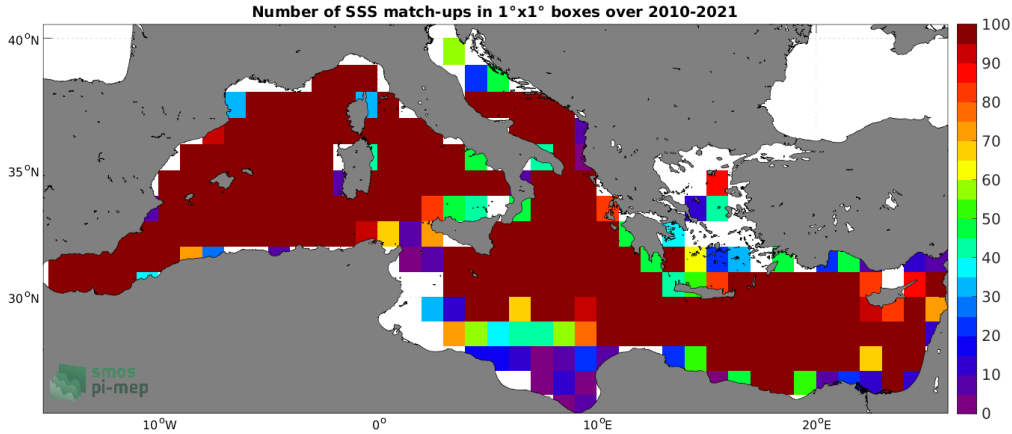 Number of SSS match-ups in 1°x1° boxes over 2010-2021
40°N
35°N
30°N
10°W
0°
10°E
20°E
100
90
80
70
60
50
40
30
20
10
0
smos
pi-mep